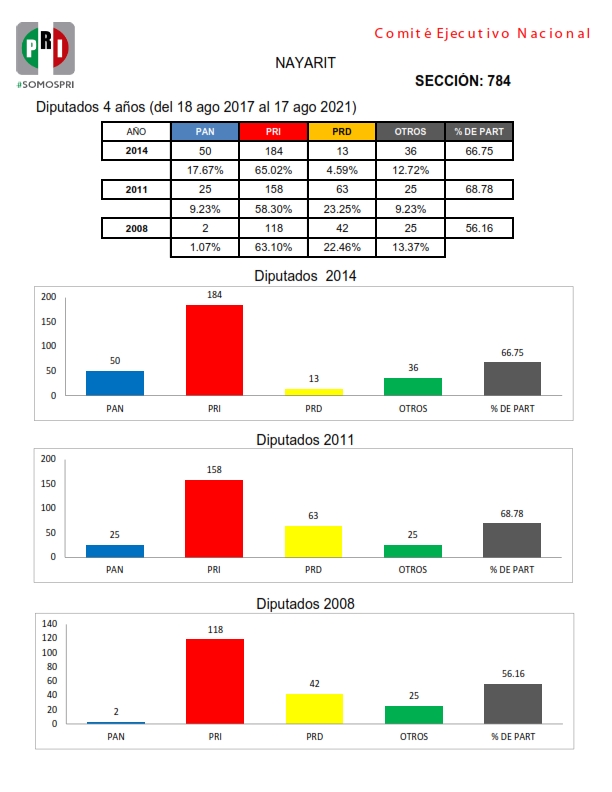 Comité Ejecutivo Nacional
PRI
#SOMOSPRI
NAYARIT
SECCIÓN: 784
Diputados 4 años (del 18 ago 2017 al 17 ago 2021)
AÑO PAN PRI PRD OTROS % DE PART
2014 50 184 13 36 66.75
17.67% 65.02% 4.59% 12.72%
2011 25 158 63 25 68.78
9.23% 58.30% 23.25% 9.23%
2008 2 118 42 25 56.16
1.07% 63.10% 22.46% 13.37%
Diputados 2014
200
150
100
50
0
50 184 13 36 66.75
PAN PRI PRD OTROS % DE PART
Diputados 2011
200
150
100
50
0
25 158 63 25 68.78
PAN PRI PRD OTROS % DE PART
Diputados 2008
140
120
100
80
60
40
20
0
2 118 42 25 56.16
PAN PRI PRD OTROS % DE PART